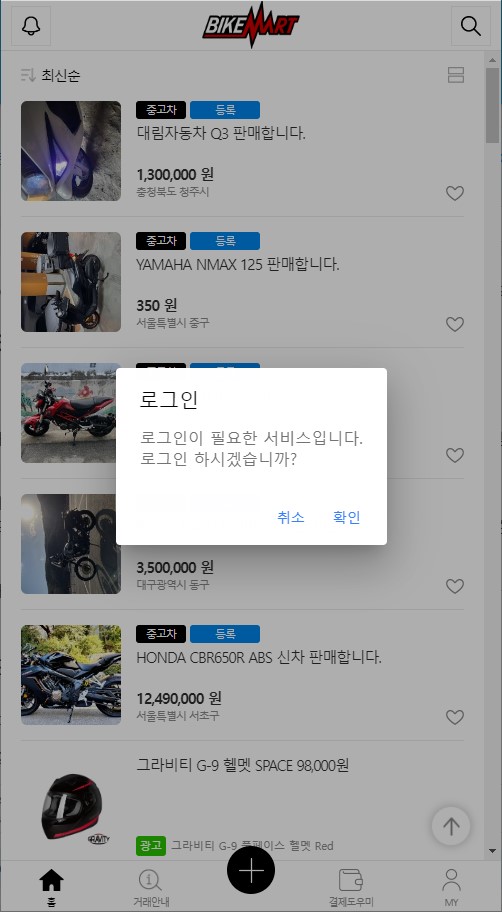 BIKEMART
최신순
중고차 등록
대림자동차 Q3 판매합니다.
1,300,000 원
충청북도 청주시
중고차 등록
YAMAHA NMAX 125 판매합니다.
350 원
서울특별시 중구
로그인
로그인이 필요한 서비스입니다.
로그인 하시겠습니까?
취소 확인
3,500,000 원
대구광역시 동구
중고차 등록
HONDA CBR650R ABS 신차 판매합니다.
12,490,000 원
서울특별시 서초구
그라비티 G-9 헬멧 SPACE 98,000원
GRAVITY
광고 그라비티 G-9 풀페이스 헬멧 Red
홈 거래안내 결제도우미 MY